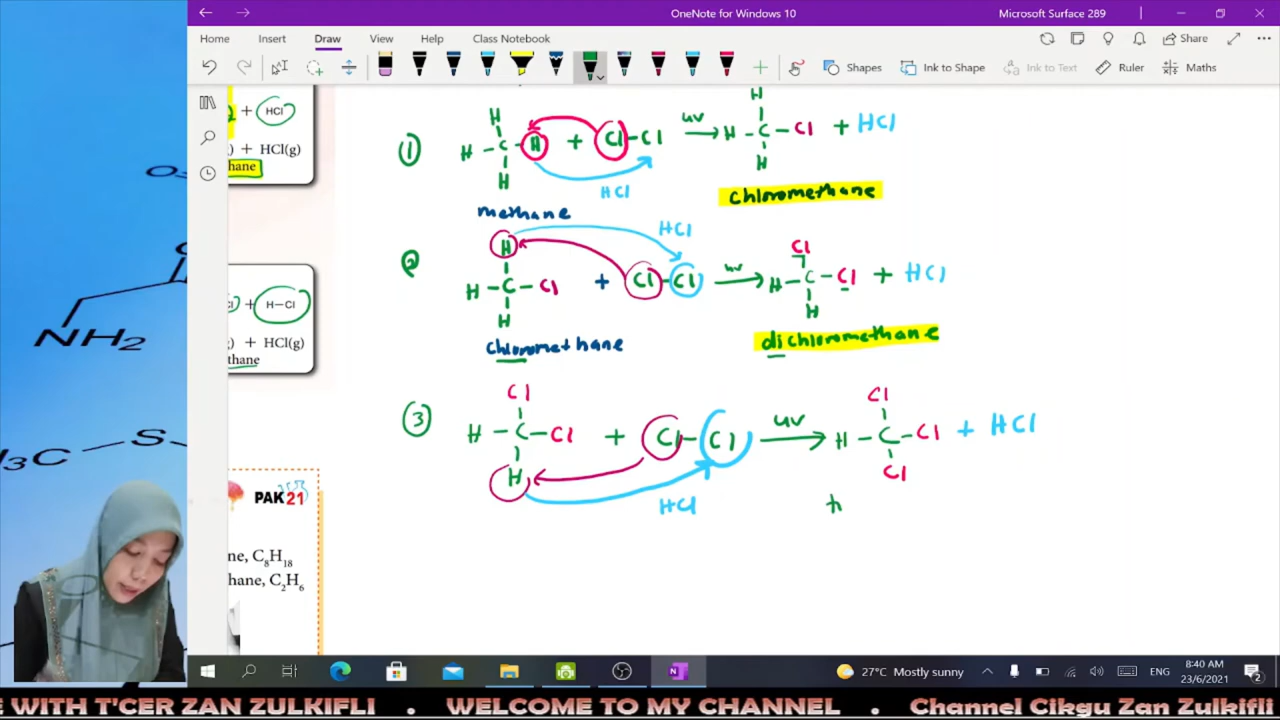 OneNote for Windows 10
Microsoft Surface 289
Home Insert Draw View Help Class Notebook
Share
Shapes Ink to Shape Ink to Text Ruler Maths
+ HCl
) + HCl(g)
thane
+ H–Cl
) + HCl(g)
thane
NH2
S
3C
PAK 21
ne, C8H18
hane, C2H6
① H H–C–H H + Cl–Cl uv → H H–C–Cl H + HCl
HCl
methane
chloromethane
HCl
② H H–C–Cl H + Cl–Cl uv → Cl H–C–Cl H + HCl
chloromethane
dichloromethane
③ Cl H–C–Cl H + Cl–Cl uv → Cl H–C–Cl Cl + HCl
HCl
27°C Mostly sunny
ENG
8:40 AM
23/6/2021
2
E WITH T'CER ZAN ZULKIFLI . WELCOME TO MY CHANNEL . Channel Cikgu Zan Zulkifli